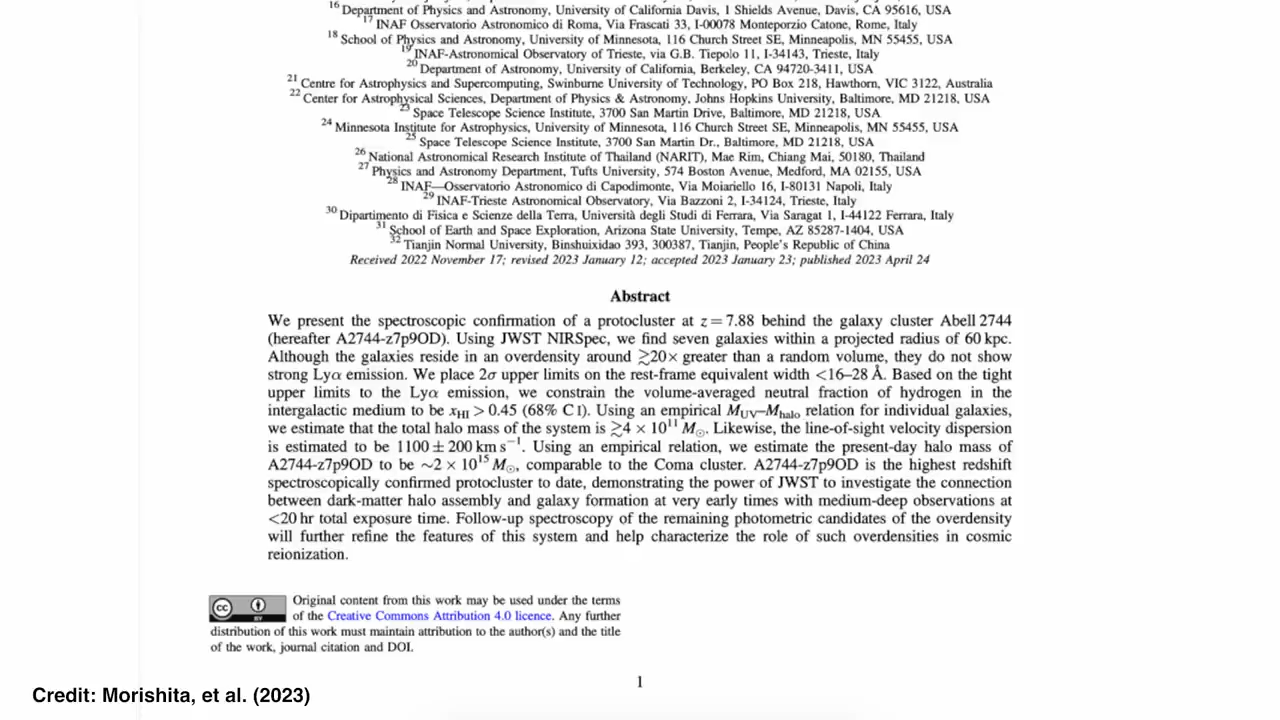 16 Department of Physics and Astronomy, University of California Davis, 1 Shields Avenue, Davis, CA 95616, USA
17 INAF Osservatorio Astronomico di Roma, Via Frascati 33, I-00078 Monteporzio Catone, Rome, Italy
18 School of Physics and Astronomy, University of Minnesota, 116 Church Street SE, Minneapolis, MN 55455, USA
19 INAF-Astronomical Observatory of Trieste, via G.B. Tiepolo 11, I-34143, Trieste, Italy
20 Department of Astronomy, University of California, Berkeley, CA 94720-3411, USA
21 Centre for Astrophysics and Supercomputing, Swinburne University of Technology, PO Box 218, Hawthorn, VIC 3122, Australia
22 Center for Astrophysical Sciences, Department of Physics & Astronomy, Johns Hopkins University, Baltimore, MD 21218, USA
23 Space Telescope Science Institute, 3700 San Martin Drive, Baltimore, MD 21218, USA
24 Minnesota Institute for Astrophysics, University of Minnesota, 116 Church Street SE, Minneapolis, MN 55455, USA
25 Space Telescope Science Institute, 3700 San Martin Dr., Baltimore, MD 21218, USA
26 National Astronomical Research Institute of Thailand (NARIT), Mae Rim, Chiang Mai, 50180, Thailand
27 Physics and Astronomy Department, Tufts University, 574 Boston Avenue, Medford, MA 02155, USA
28 INAF—Osservatorio Astronomico di Capodimonte, Via Moiariello 16, I-80131 Napoli, Italy
29 INAF-Trieste Astronomical Observatory, Via Bazzoni 2, I-34124, Trieste, Italy
30 Dipartimento di Fisica e Scienze della Terra, Università degli Studi di Ferrara, Via Saragat 1, I-44122 Ferrara, Italy
31 School of Earth and Space Exploration, Arizona State University, Tempe, AZ 85287-1404, USA
32 Tianjin Normal University, Binshuixidao 393, 300387, Tianjin, People's Republic of China
Received 2022 November 17; revised 2023 January 12; accepted 2023 January 23; published 2023 April 24
Abstract
We present the spectroscopic confirmation of a protocluster at z = 7.88 behind the galaxy cluster Abell 2744
(hereafter A2744-z7p9OD). Using JWST NIRSpec, we find seven galaxies within a projected radius of 60 kpc.
Although the galaxies reside in an overdensity around ≳20× greater than a random volume, they do not show
strong Lyα emission. We place 2σ upper limits on the rest-frame equivalent width <16–28 Å. Based on the tight
upper limits to the Lyα emission, we constrain the volume-averaged neutral fraction of hydrogen in the
intergalactic medium to be xHI > 0.45 (68% C I). Using an empirical MUV–Mhalo relation for individual galaxies,
we estimate that the total halo mass of the system is ≳4 × 10¹¹ M⊙. Likewise, the line-of-sight velocity dispersion
is estimated to be 1100 ± 200 km s⁻¹. Using an empirical relation, we estimate the present-day halo mass of
A2744-z7p9OD to be ∼2 × 10¹⁵ M⊙, comparable to the Coma cluster. A2744-z7p9OD is the highest redshift
spectroscopically confirmed protocluster to date, demonstrating the power of JWST to investigate the connection
between dark-matter halo assembly and galaxy formation at very early times with medium-deep observations at
<20 hr total exposure time. Follow-up spectroscopy of the remaining photometric candidates of the overdensity
will further refine the features of this system and help characterize the role of such overdensities in cosmic
reionization.
cc BY
Original content from this work may be used under the terms
of the Creative Commons Attribution 4.0 licence. Any further
distribution of this work must maintain attribution to the author(s) and the title
of the work, journal citation and DOI.
1
Credit: Morishita, et al. (2023)